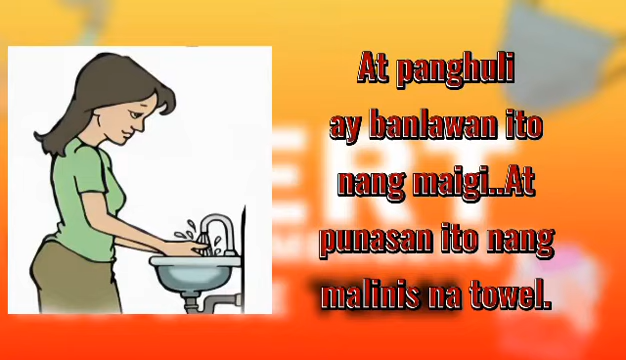 At panghuli
ay banlawan ito
nang maigi..At
punasan ito nang
malinis na towel.